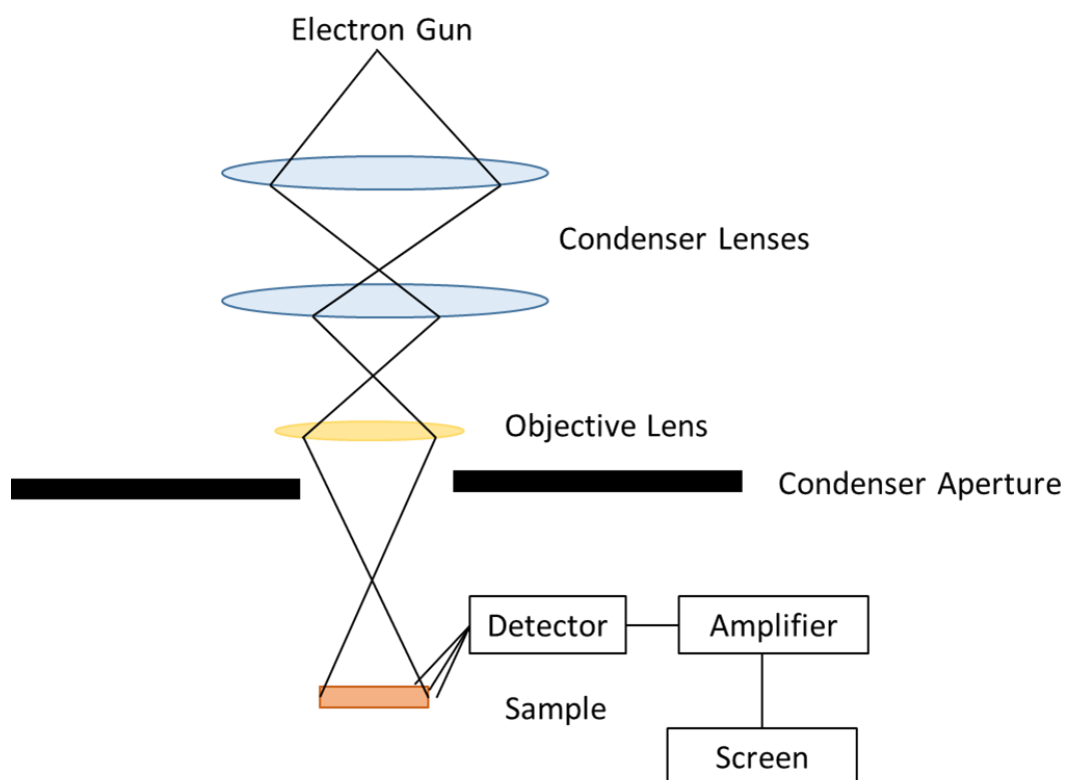 Electron Gun
Condenser Lenses
Objective Lens
Condenser Aperture
Detector
Amplifier
Sample
Screen